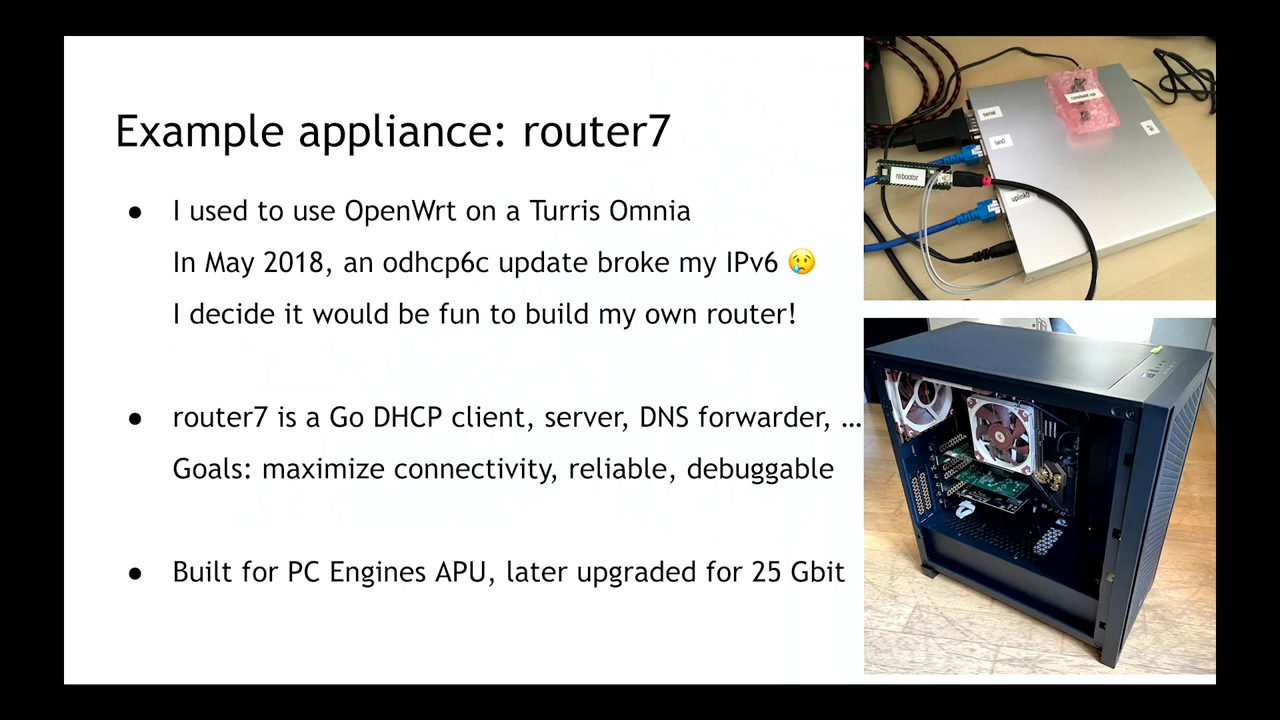 Example appliance: router7
● I used to use OpenWrt on a Turris Omnia
In May 2018, an odhcp6c update broke my IPv6 😢
I decide it would be fun to build my own router!
● router7 is a Go DHCP client, server, DNS forwarder, …
Goals: maximize connectivity, reliable, debuggable
● Built for PC Engines APU, later upgraded for 25 Gbit
serial
lan0
rebootor
uplink0